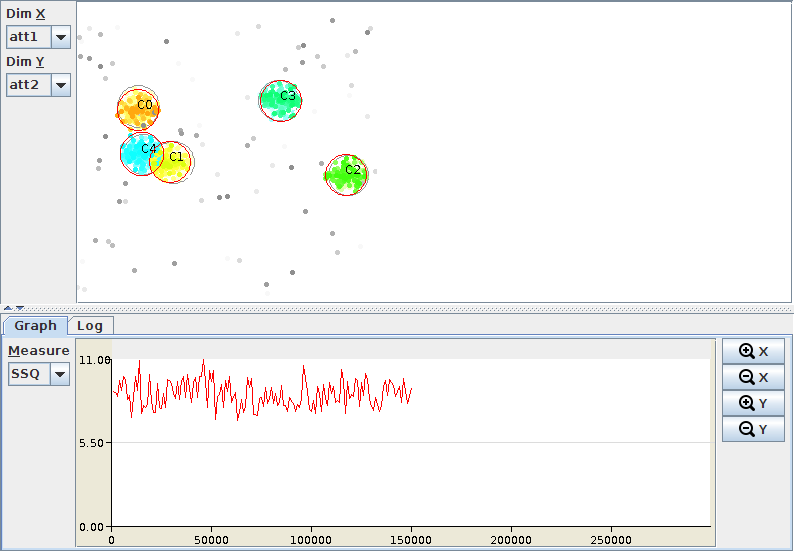 Dim X
att1
Dim Y
att2
C0
C3
C4
C1
C2
Graph
Log
Measure
SSQ
11.00
5.50
0.00
0
50000
100000
150000
200000
250000
X
X
Y
Y